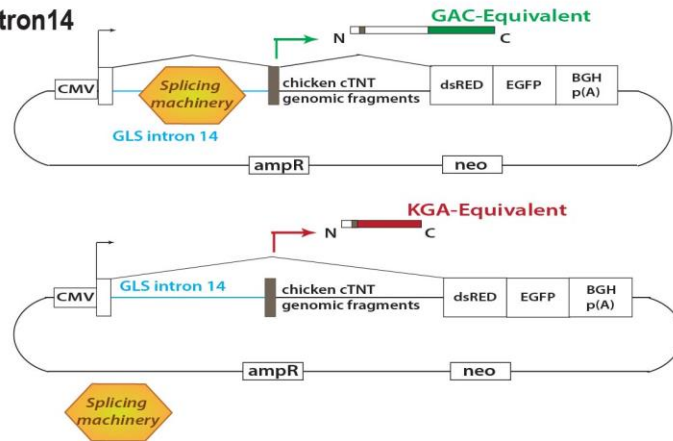 tron14
GAC-Equivalent
N C
CMV
Splicing
machinery
chicken cTNT
genomic fragments
dsRED EGFP BGH
p(A)
GLS intron 14
ampR neo
KGA-Equivalent
N C
CMV
GLS intron 14
chicken cTNT
genomic fragments
dsRED EGFP BGH
p(A)
ampR neo
Splicing
machinery